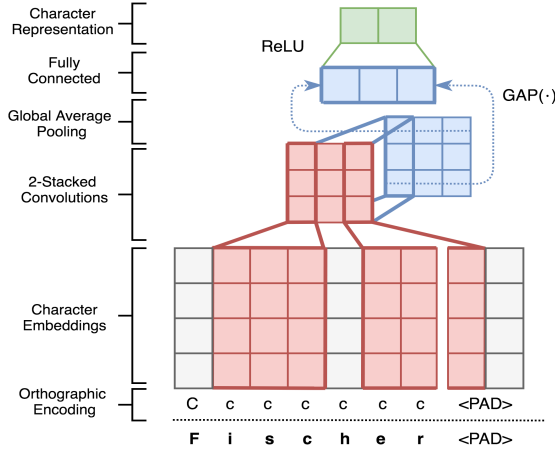 Character
Representation
ReLU
Fully
Connected
GAP(·)
Global Average
Pooling
2-Stacked
Convolutions
Character
Embeddings
Orthographic
Encoding
C c c c c c c <PAD>
F i s c h e r <PAD>